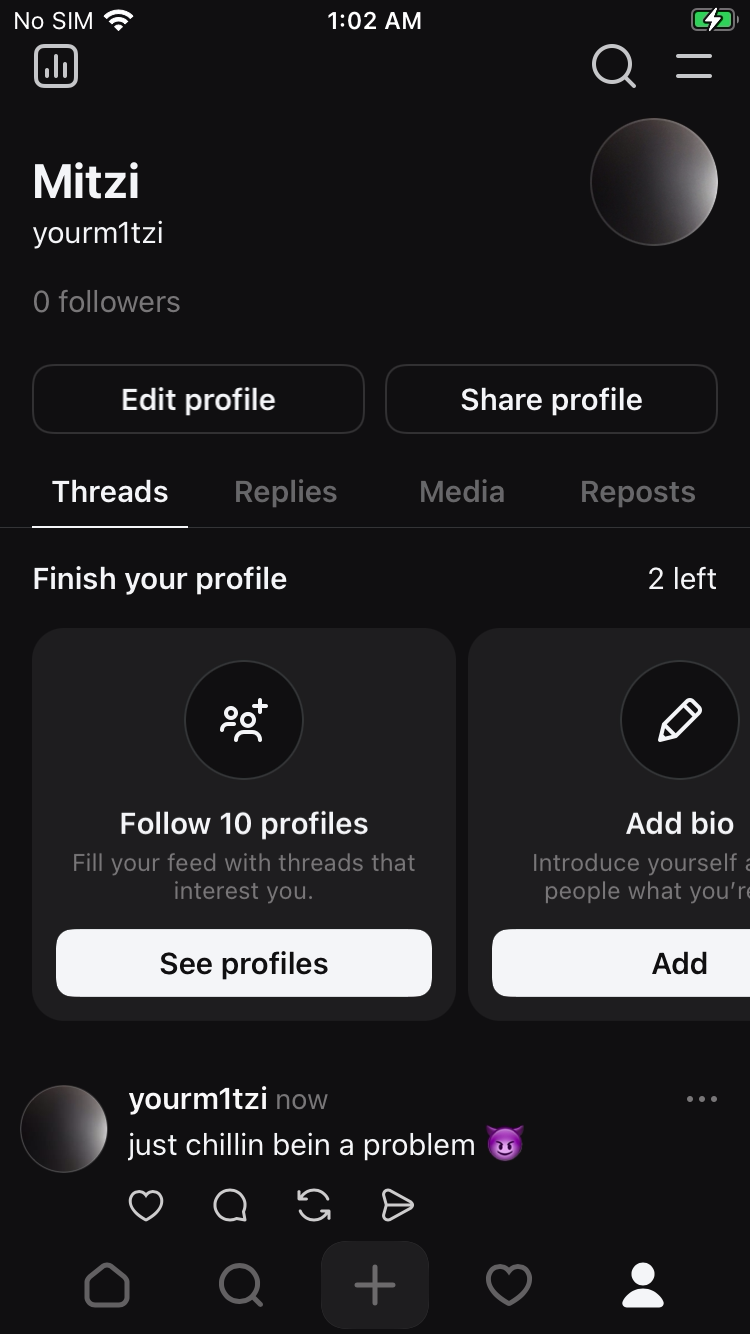 No SIM 1:02 AM
Mitzi
yourm1tzi
0 followers
Edit profile Share profile
Threads Replies Media Reposts
Finish your profile 2 left
Follow 10 profiles
Fill your feed with threads that
interest you.
See profiles
Add bio
Introduce yourself
people what you’re
Add
yourm1tzi now
just chillin bein a problem 😈